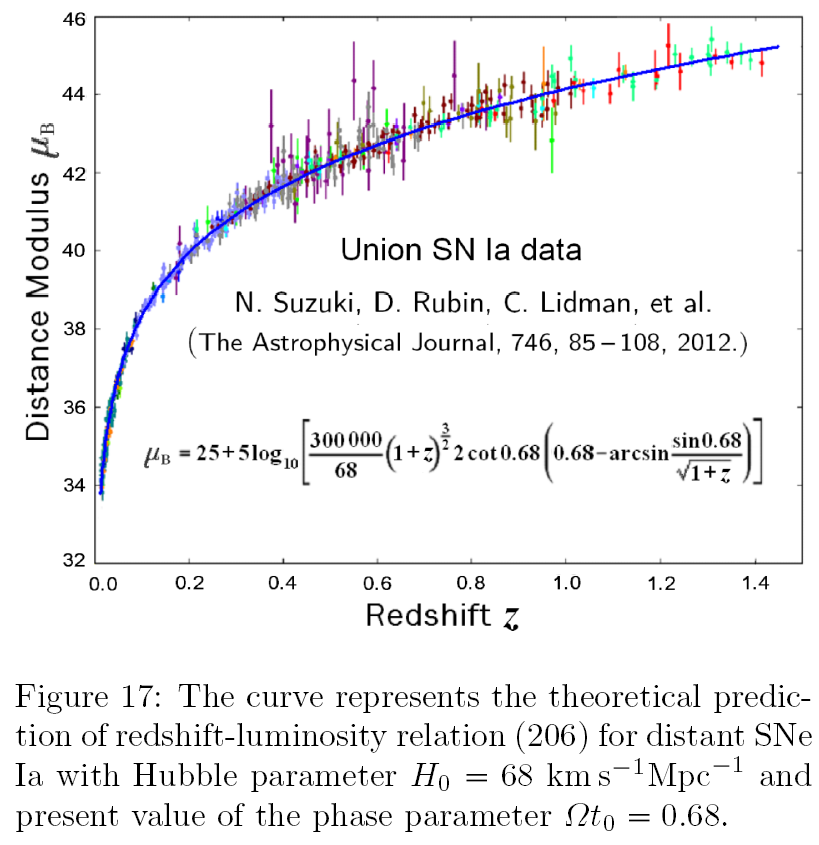 46
44
42
40
38
36
34
32
Distance Modulus μ_B
Union SN Ia data
N. Suzuki, D. Rubin, C. Lidman, et al.
(The Astrophysical Journal, 746, 85–108, 2012.)
μ_B = 25+5log_10[300 000/68 (1+z)^(3/2) 2 cot 0.68 (0.68−arcsin sin0.68/√(1+z))]
0.0 0.2 0.4 0.6 0.8 1.0 1.2 1.4
Redshift z
Figure 17: The curve represents the theoretical predic-
tion of redshift-luminosity relation (206) for distant SNe
Ia with Hubble parameter H₀ = 68 km s⁻¹Mpc⁻¹ and
present value of the phase parameter Ωt₀ = 0.68.